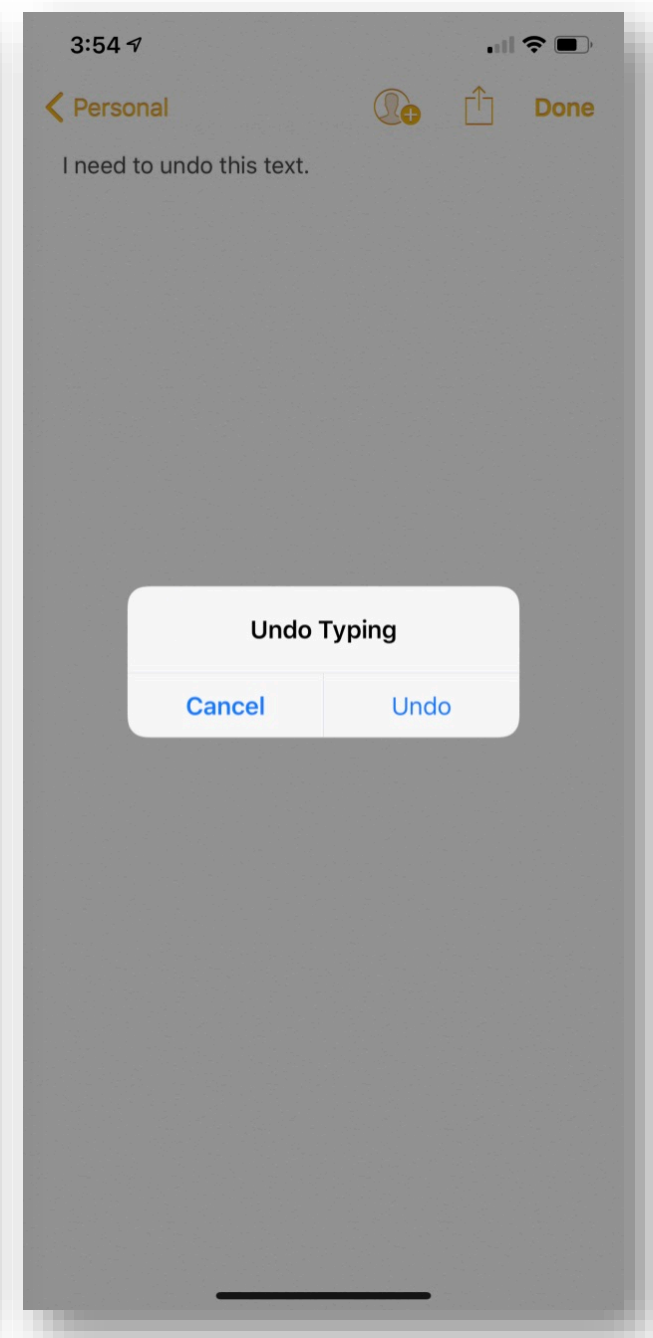 3:54
Personal Done
I need to undo this text.
Undo Typing
Cancel Undo